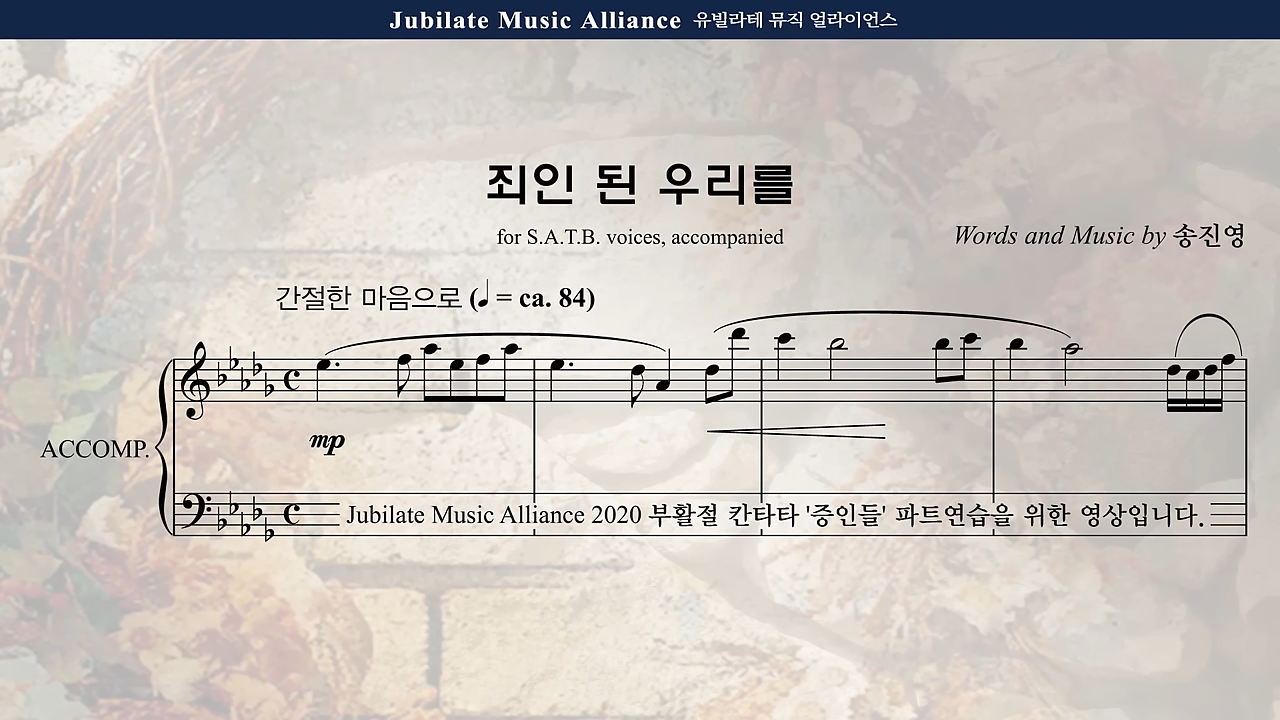 Jubilate Music Alliance 유빌라테 뮤직 얼라이언스
죄인 된 우리를
for S.A.T.B. voices, accompanied
Words and Music by 송진영
간절한 마음으로 (♩ = ca. 84)
mp
ACCOMP.
Jubilate Music Alliance 2020 부활절 칸타타 '증인들' 파트연습을 위한 영상입니다.